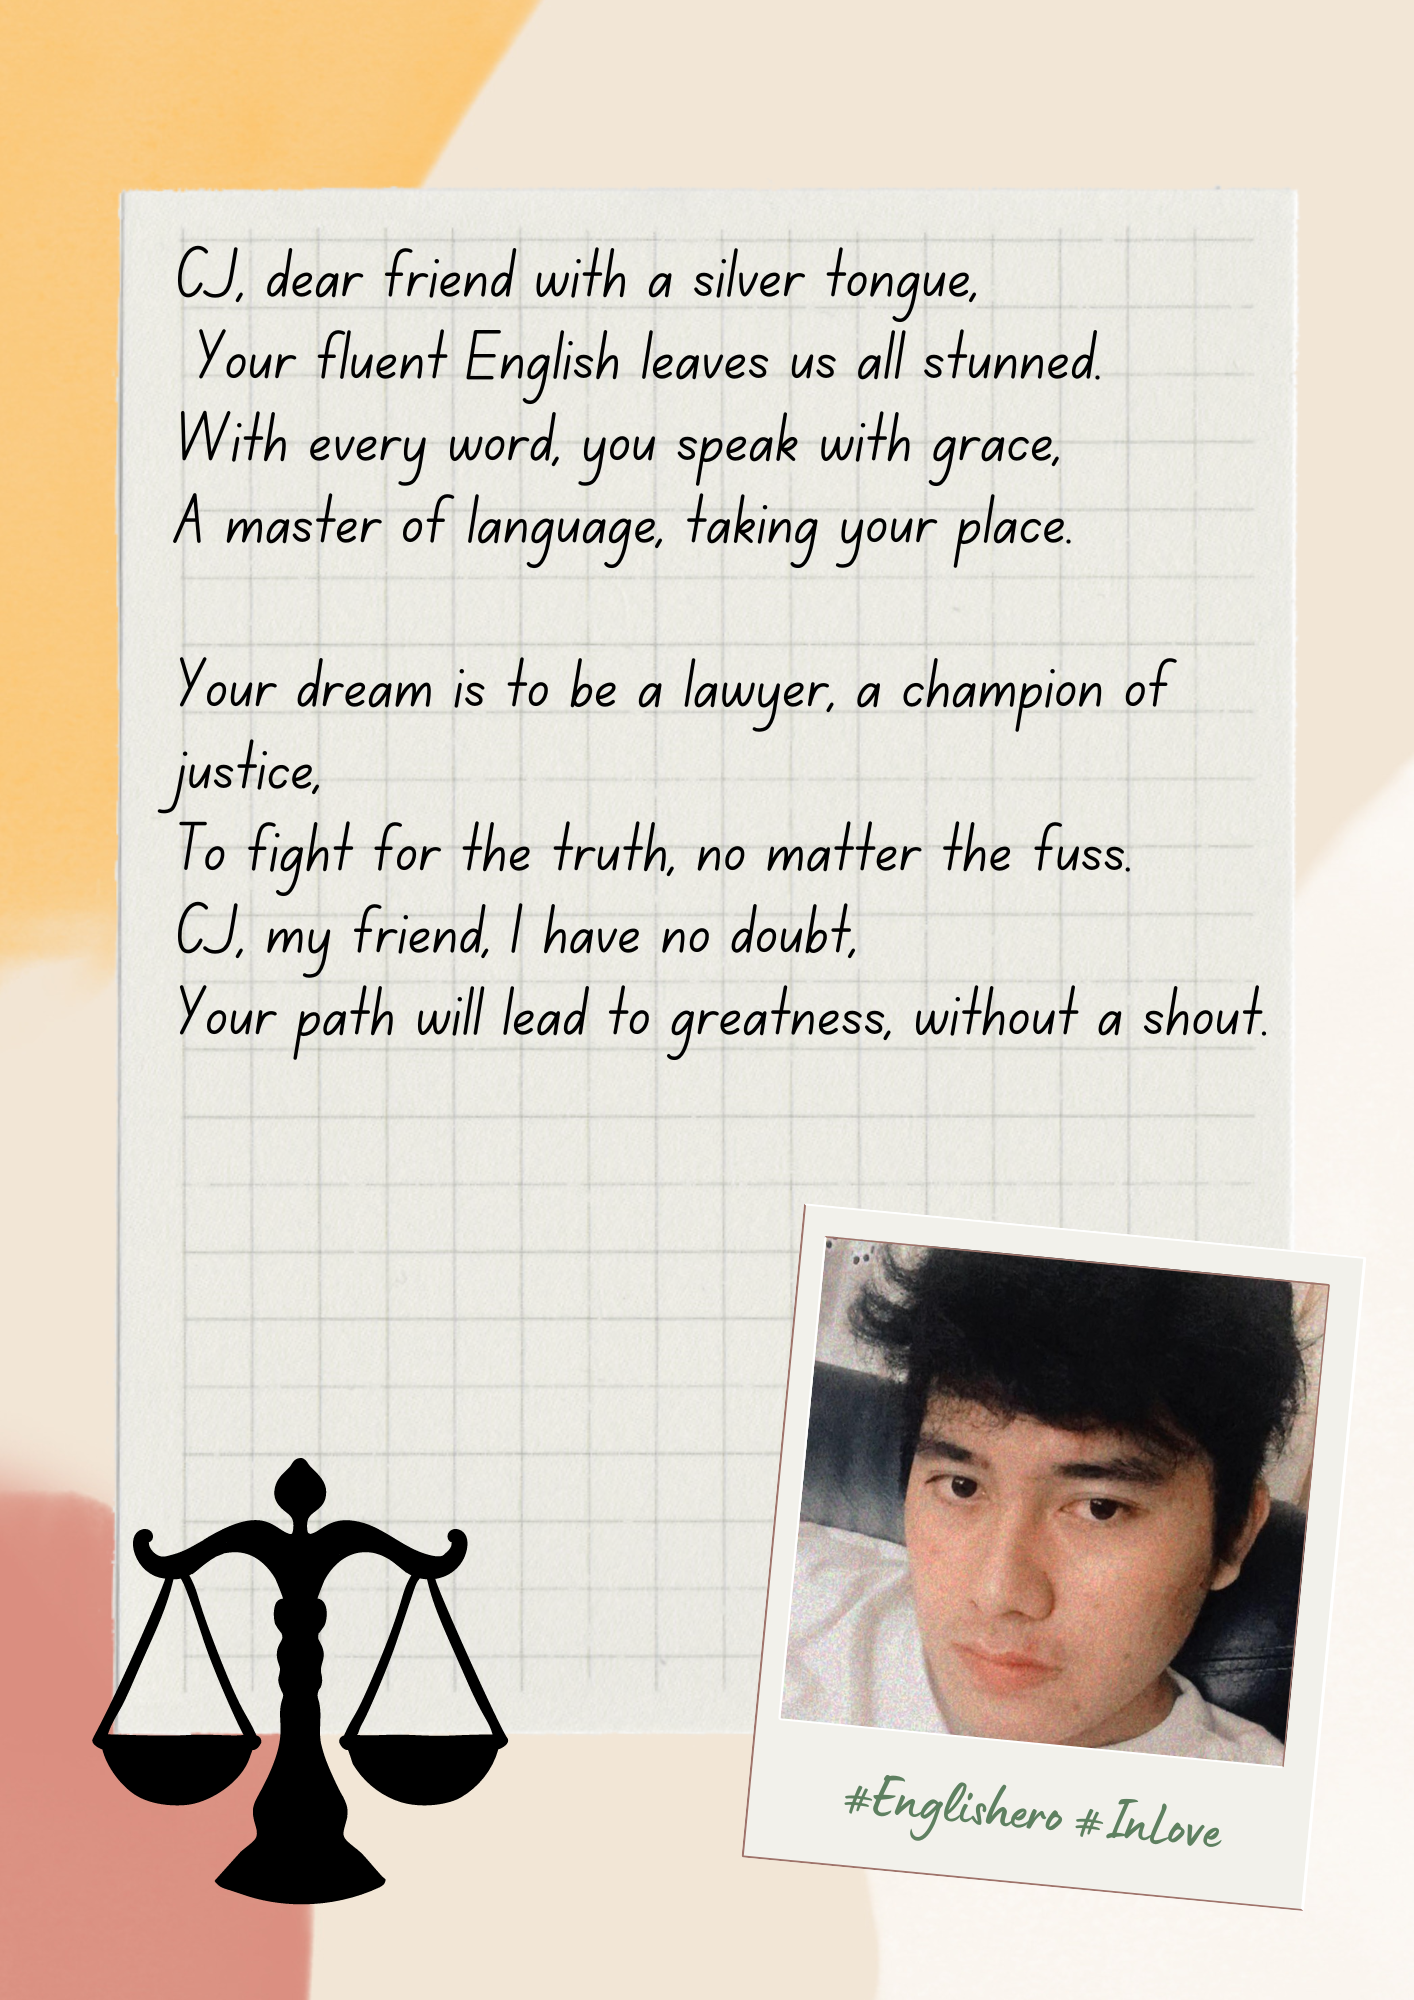 CJ, dear friend with a silver tongue,
Your fluent English leaves us all stunned.
With every word, you speak with grace,
A master of language, taking your place.
Your dream is to be a lawyer, a champion of
justice,
To fight for the truth, no matter the fuss.
CJ, my friend, I have no doubt,
Your path will lead to greatness, without a shout.
#Englishero #InLove